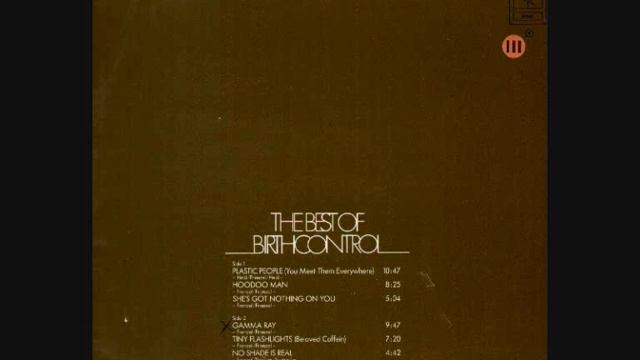 III
THE BEST OF
BIRTHCONTROL
Side 1
PLASTIC PEOPLE (You Meet Them Everywhere) 10:47
HOODOO MAN 8:25
SHE'S GOT NOTHING ON YOU 5:04
Side 2
GAMMA RAY 9:47
TINY FLASHLIGHTS (Beloved Coffein) 7:20
NO SHADE IS REAL 4:42